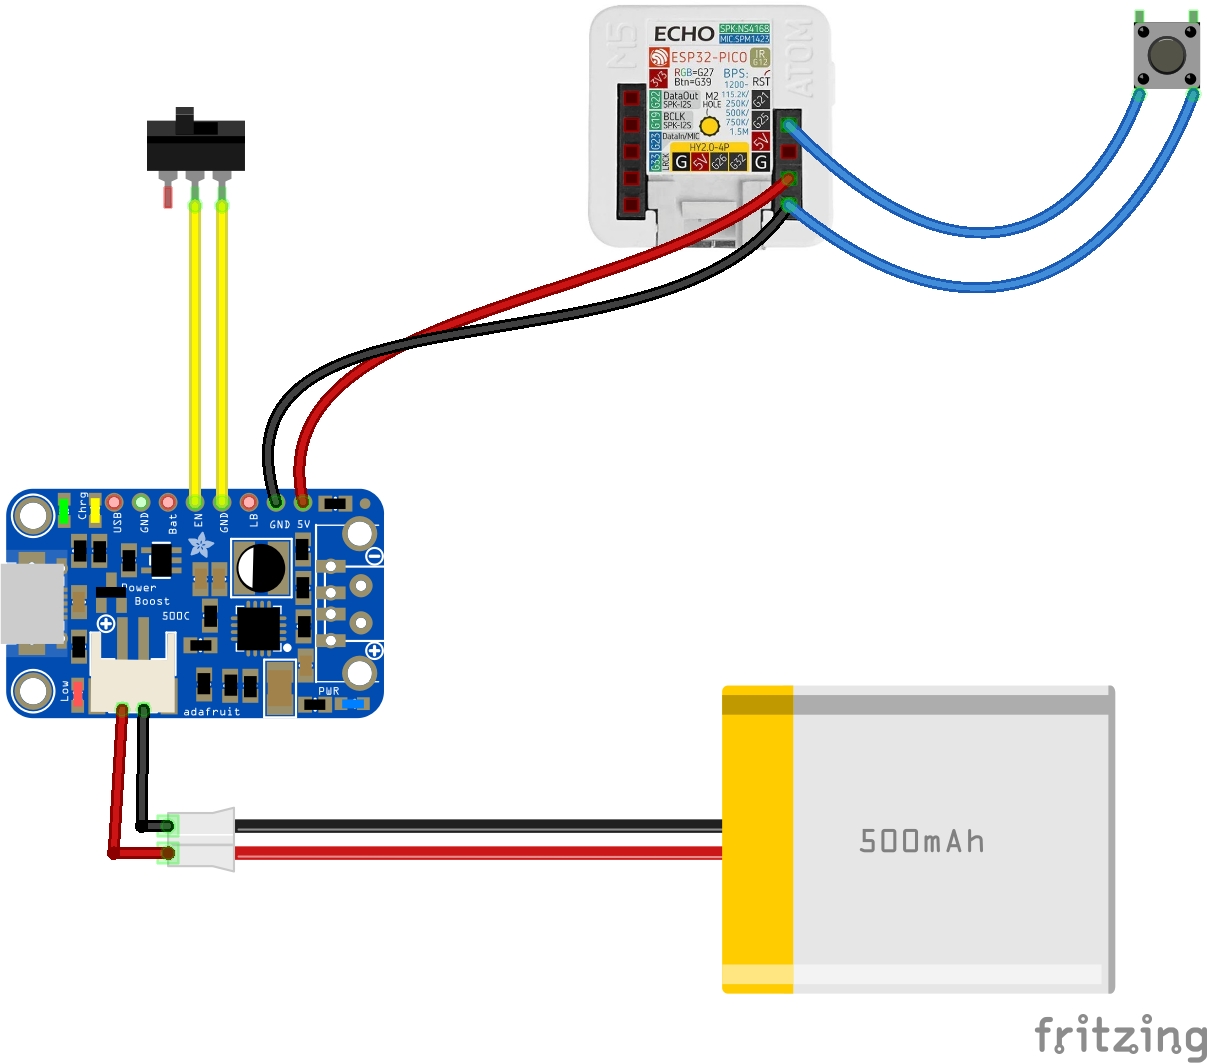 M5
ATOM
ECHO
SPK:NS4168
MIC:SPM1423
ESP32-PICO
IR
G12
3V3
RGB=G27
Btn=G39
BPS:
1200-
115.2K/
250K/
500K/
750K/
1.5M
RST
G22
DataOut
SPK-I2S
M2
HOLE
G21
G19
BCLK
SPK-I2S
G25
G23
DataIn/MIC
5V
G33
LRCK
HY2.0-4P
G
5V
G26
G32
G
Chrg
USB
GND
Bat
EN
GND
LB
GND
5V
Power
Boost
500C
Low
PWR
adafruit
500mAh
fritzing